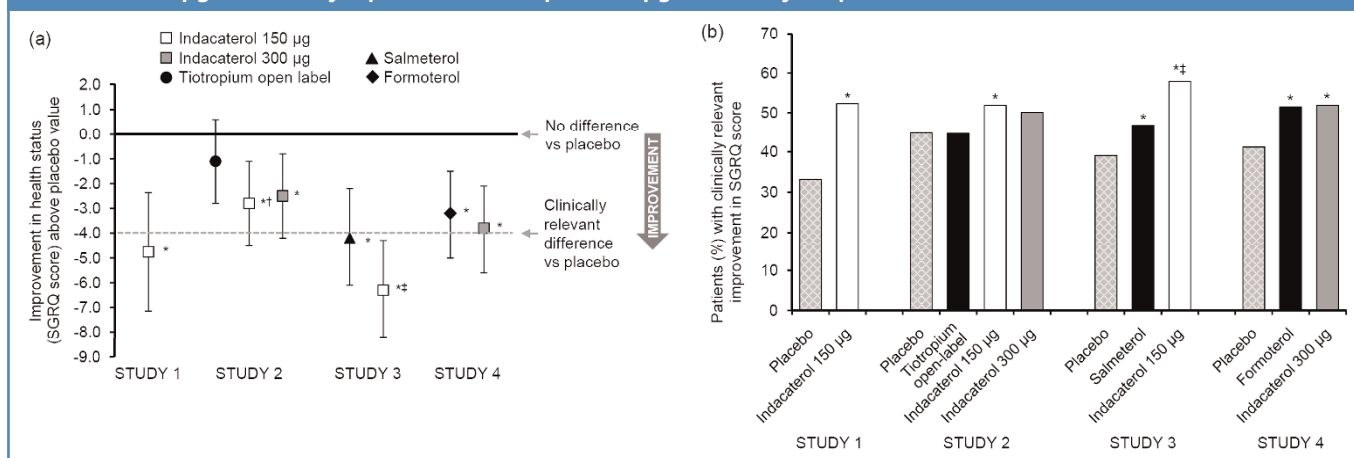 (a)
Indacaterol 150 µg
Indacaterol 300 µg
Tiotropium open label
Salmeterol
Formoterol
Improvement in health status
(SGRQ score) above placebo value
2.0
1.0
0.0
-1.0
-2.0
-3.0
-4.0
-5.0
-6.0
-7.0
-8.0
-9.0
*
*†
*
*
*‡
*
*
No difference
vs placebo
Clinically
relevant
difference
vs placebo
IMPROVEMENT
STUDY 1
STUDY 2
STUDY 3
STUDY 4
(b)
Patients (%) with clinically relevant
improvement in SGRQ score
70
60
50
40
30
20
10
0
*
*
*
*‡
*
*
Placebo
Indacaterol 150 µg
Placebo
Tiotropium
open-label
Indacaterol 150 µg
Indacaterol 300 µg
Placebo
Salmeterol
Indacaterol 150 µg
Placebo
Formoterol
Indacaterol 300 µg
STUDY 1
STUDY 2
STUDY 3
STUDY 4